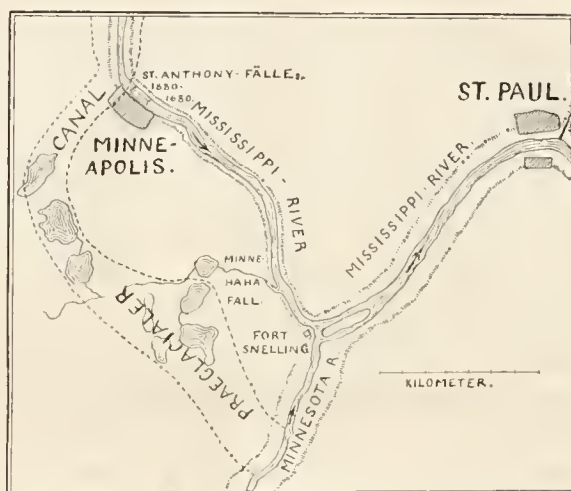 ST. ANTHONY-FÄLLE.
1880.
1680.
ST. PAUL.
CANAL
MISSISSIPPI-RIVER
MINNE-
APOLIS.
MISSISSIPPI-RIVER.
MINNE-
HAHA
FALL.
PRAEGLACIALER
FORT
SNELLING
KILOMETER.
MINNESOTA R.